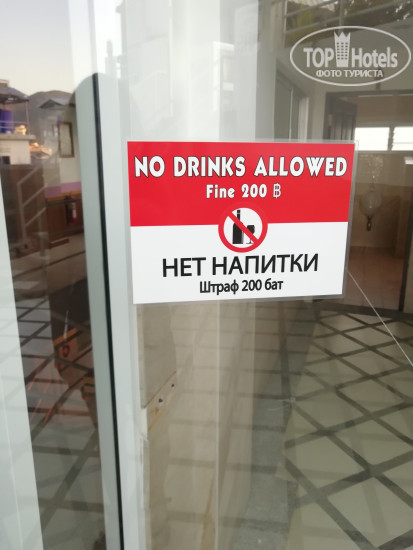 TOP Hotels
ФОТО ТУРИСТА
NO DRINKS ALLOWED
Fine 200 ฿
НЕТ НАПИТКИ
Штраф 200 бат